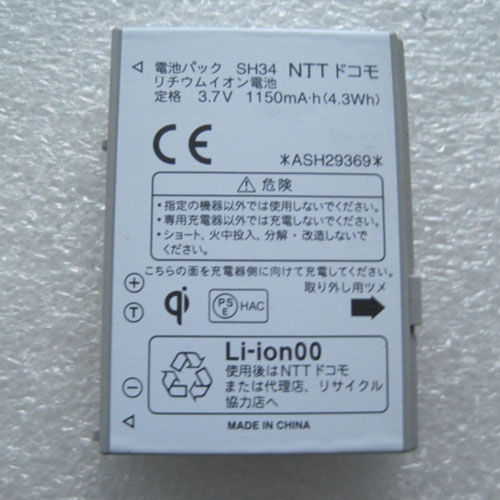 電池パック SH34 NTTドコモ
リチウムイオン電池
定格 3.7V 1150mA·h(4.3Wh)
CE
*ASH29369*
⚠危険
・指定の機器以外では使用しないでください。
・専用充電器以外では充電しないでください。
・ショート、火中投入、分解・改造しないで
ください。
こちらの面を充電器側に向けて充電してください。
取り外し用ツメ
+
T
qi
PS
E
HAC
−
Li-ion00
使用後はNTTドコモ
または代理店、リサイクル
協力店へ
MADE IN CHINA